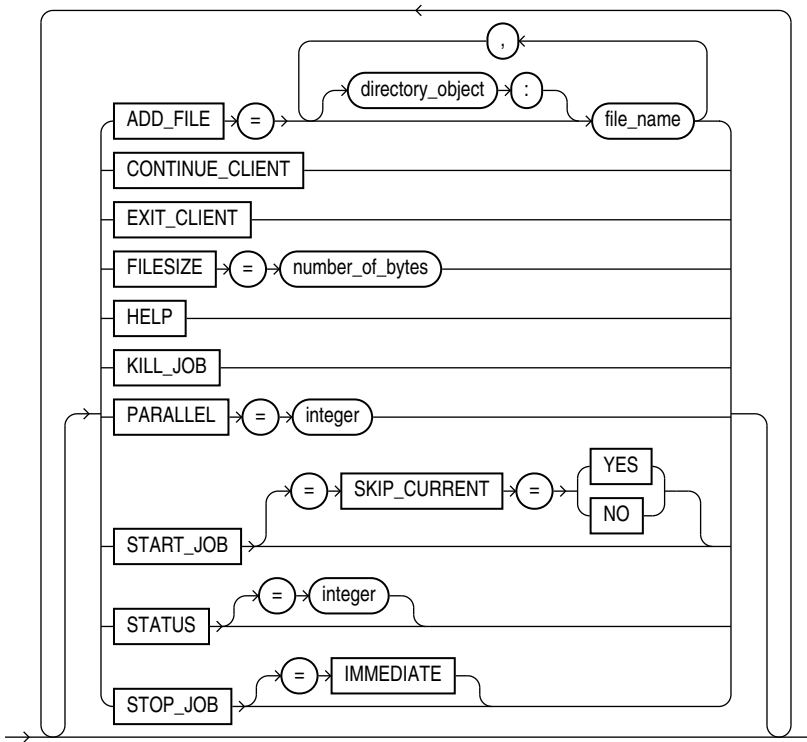 ,
directory_object :
ADD_FILE = file_name
CONTINUE_CLIENT
EXIT_CLIENT
FILESIZE = number_of_bytes
HELP
KILL_JOB
PARALLEL = integer
YES
= SKIP_CURRENT =
NO
START_JOB
= integer
STATUS
= IMMEDIATE
STOP_JOB